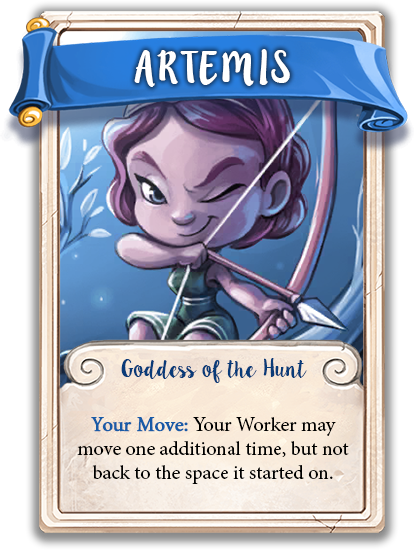 ARTEMIS
Goddess of the Hunt
Your Move: Your Worker may
move one additional time, but not
back to the space it started on.